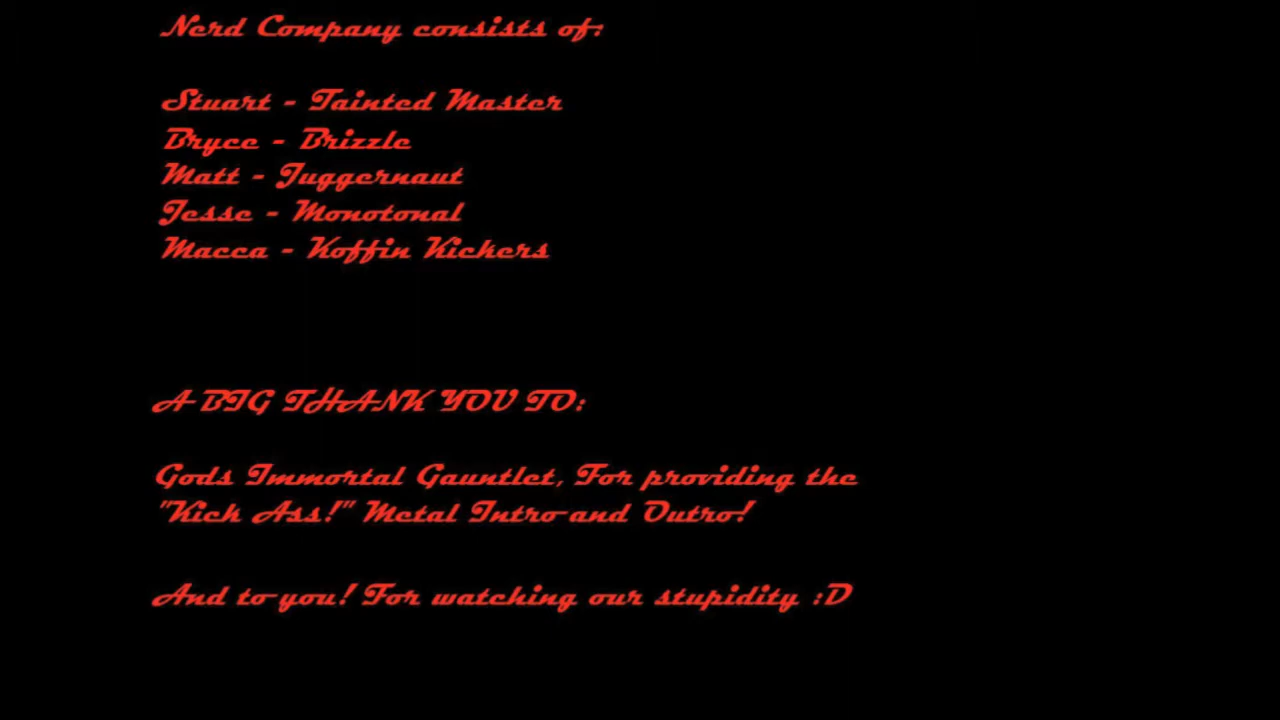 Nerd Company consists of:
Stuart - Tainted Master
Bryce - Brizzle
Matt - Juggernaut
Jesse - Monotonal
Macca - Koffin Kickers
A BIG THANK YOU TO:
Gods Immortal Gauntlet, For providing the
"Kick Ass!" Metal Intro and Outro!
And to you! For watching our stupidity :D